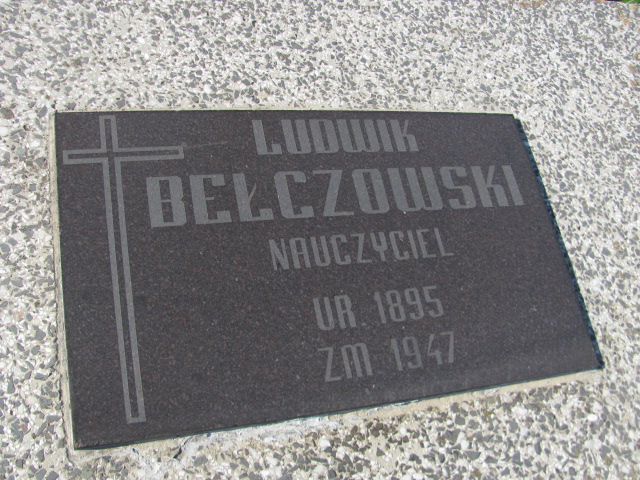 LUDWIK
BEŁCZOWSKI
NAUCZYCIEL
UR. 1895
ZM. 1947